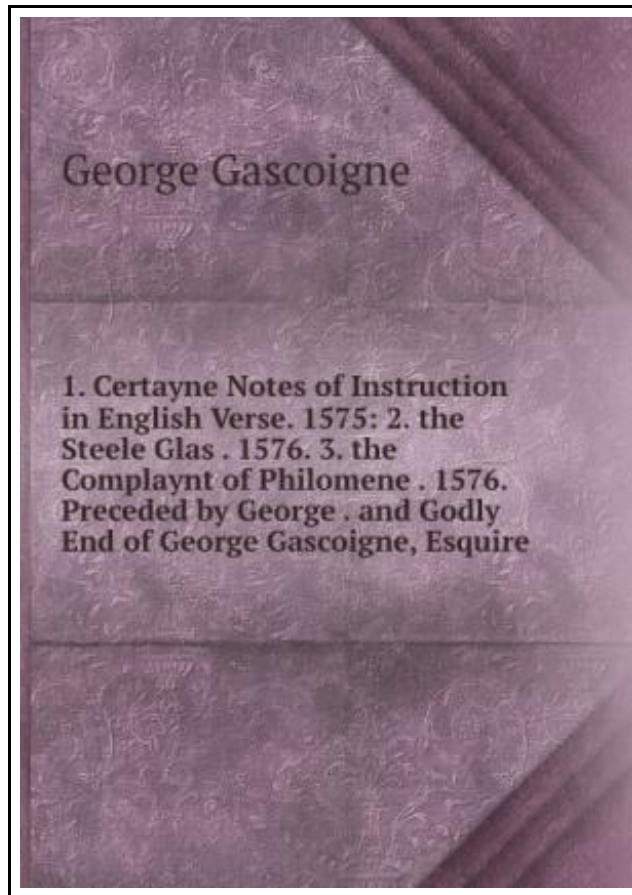 George Gascoigne
1. Certayne Notes of Instruction
in English Verse. 1575: 2. the
Steele Glas . 1576. 3. the
Complaynt of Philomene . 1576.
Preceded by George . and Godly
End of George Gascoigne, Esquire